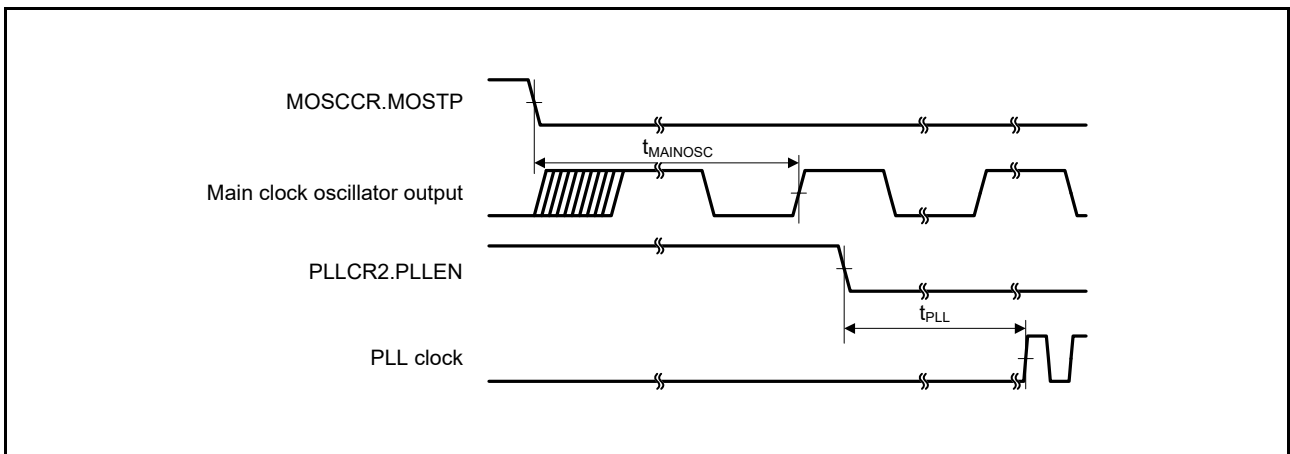 MOSCCR.MOSTP
tMAINOSC
Main clock oscillator output
PLLCR2.PLLEN
tPLL
PLL clock